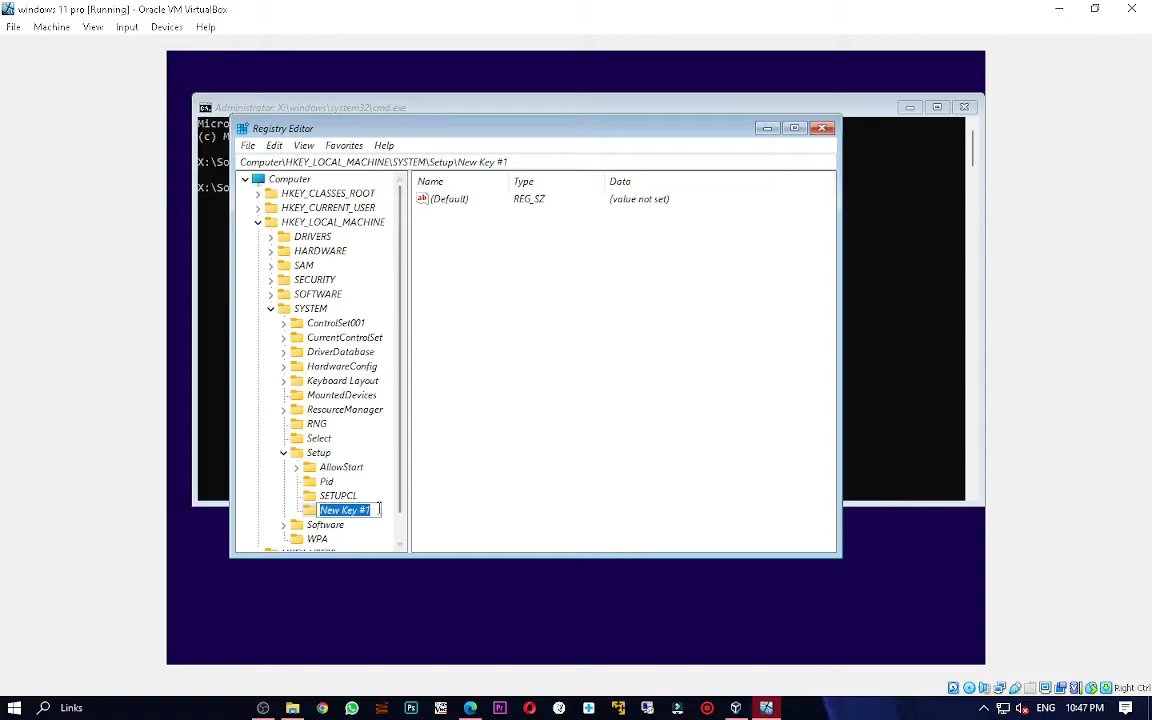 windows 11 pro [Running] - Oracle VM VirtualBox
File Machine View Input Devices Help
Administrator: X:\windows\system32\cmd.exe
Micro
(c) M
X:\So
X:\So
Registry Editor
File Edit View Favorites Help
Computer\HKEY_LOCAL_MACHINE\SYSTEM\Setup\New Key #1
Name Type Data
(Default) REG_SZ (value not set)
Computer
HKEY_CLASSES_ROOT
HKEY_CURRENT_USER
HKEY_LOCAL_MACHINE
DRIVERS
HARDWARE
SAM
SECURITY
SOFTWARE
SYSTEM
ControlSet001
CurrentControlSet
DriverDatabase
HardwareConfig
Keyboard Layout
MountedDevices
ResourceManager
RNG
Select
Setup
AllowStart
Pid
SETUPCL
New Key #1
Software
WPA
Right Ctrl
Links
ENG 10:47 PM